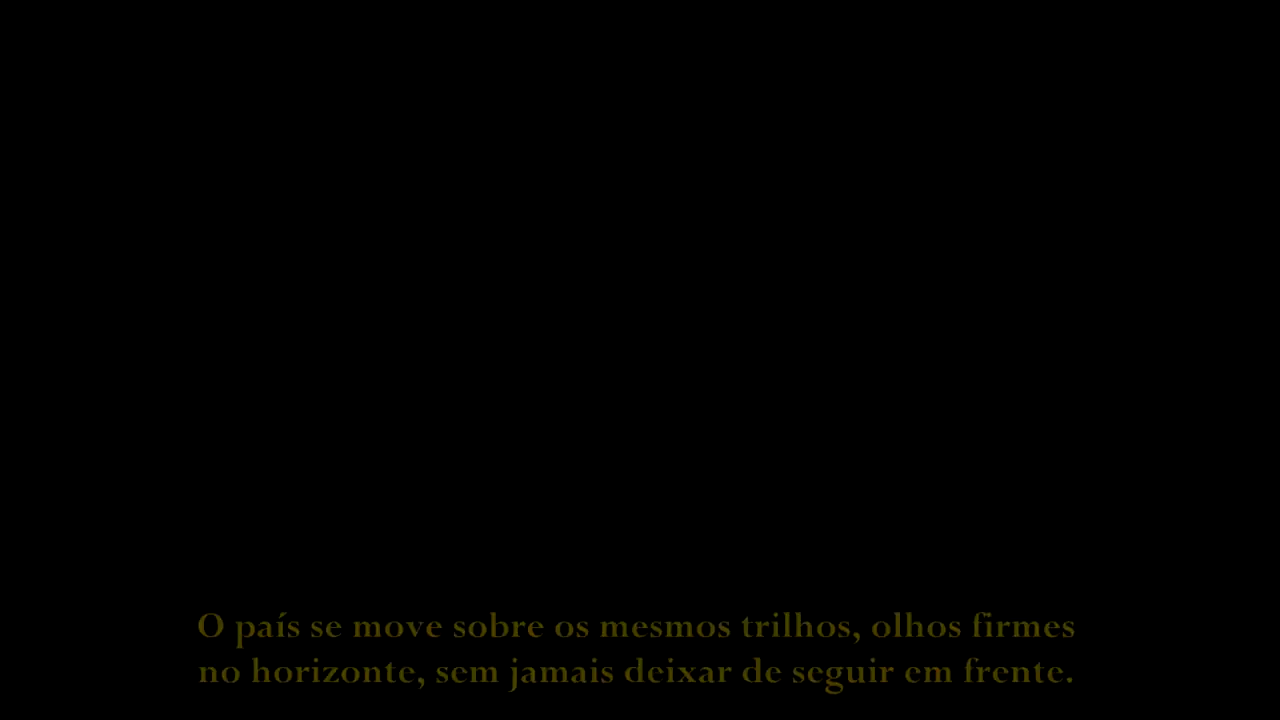 O país se move sobre os mesmos trilhos, olhos firmes
no horizonte, sem jamais deixar de seguir em frente.